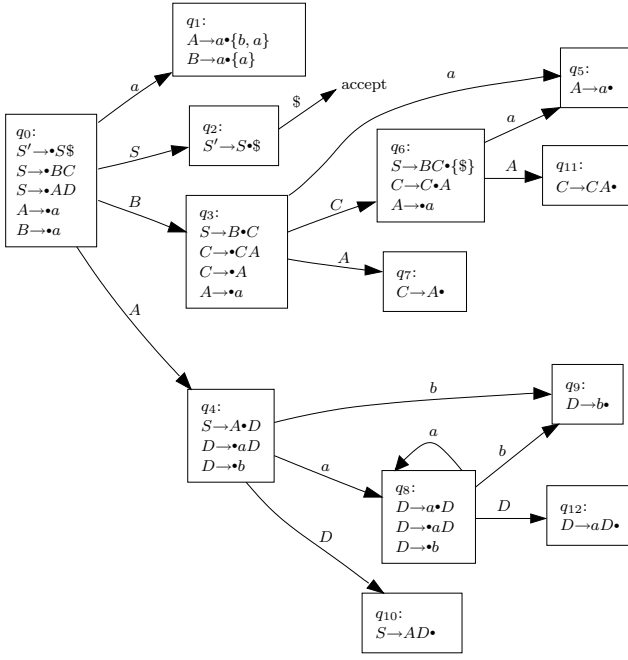 q0:
S′→•S$
S→•BC
S→•AD
A→•a
B→•a
a
S
B
A
q1:
A→a•{b, a}
B→a•{a}
q2:
S′→S•$
$
accept
q3:
S→B•C
C→•CA
C→•A
A→•a
a
C
A
q6:
S→BC•{$}
C→C•A
A→•a
a
A
q5:
A→a•
q11:
C→CA•
q7:
C→A•
q4:
S→A•D
D→•aD
D→•b
b
a
D
q8:
D→a•D
D→•aD
D→•b
a
b
D
q9:
D→b•
q12:
D→aD•
q10:
S→AD•